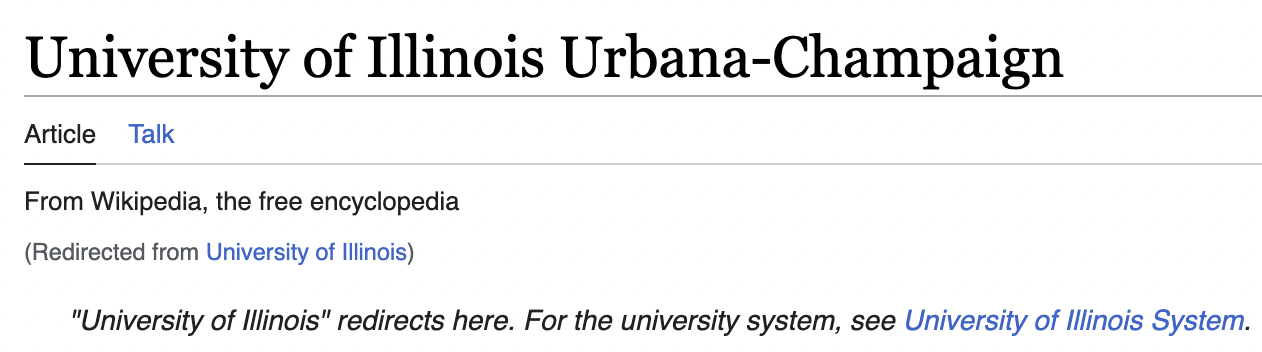 University of Illinois Urbana-Champaign
Article Talk
From Wikipedia, the free encyclopedia
(Redirected from University of Illinois)
"University of Illinois" redirects here. For the university system, see University of Illinois System.